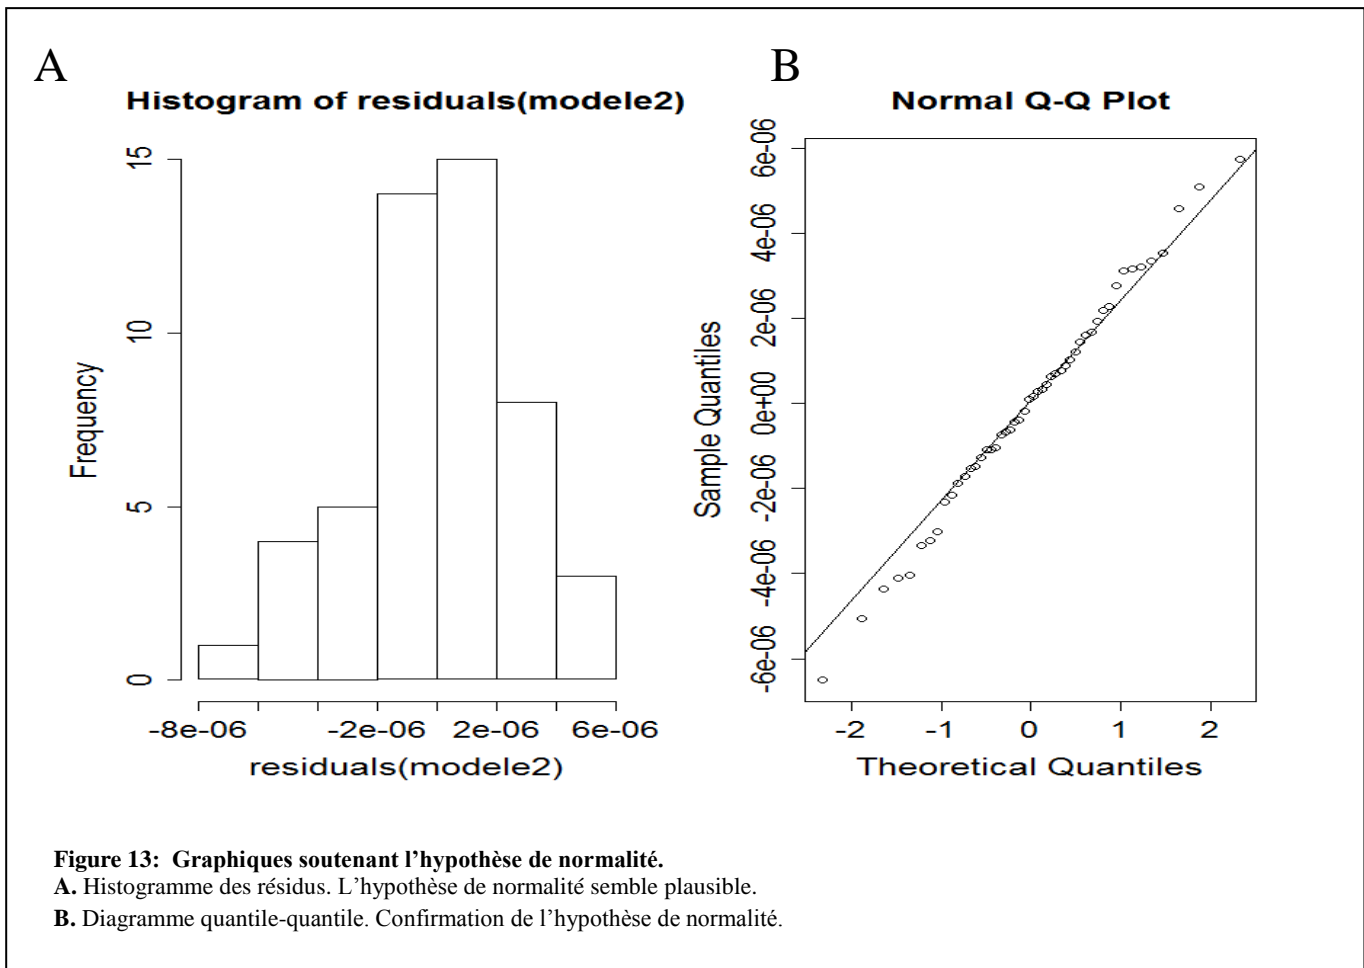 A
Histogram of residuals(modele2)
Frequency
15
10
5
0
-8e-06 -2e-06 2e-06 6e-06
residuals(modele2)
B
Normal Q-Q Plot
Sample Quantiles
6e-06
4e-06
2e-06
0e+00
-2e-06
-4e-06
-6e-06
-2 -1 0 1 2
Theoretical Quantiles
Figure 13: Graphiques soutenant l’hypothèse de normalité.
A. Histogramme des résidus. L’hypothèse de normalité semble plausible.
B. Diagramme quantile-quantile. Confirmation de l’hypothèse de normalité.